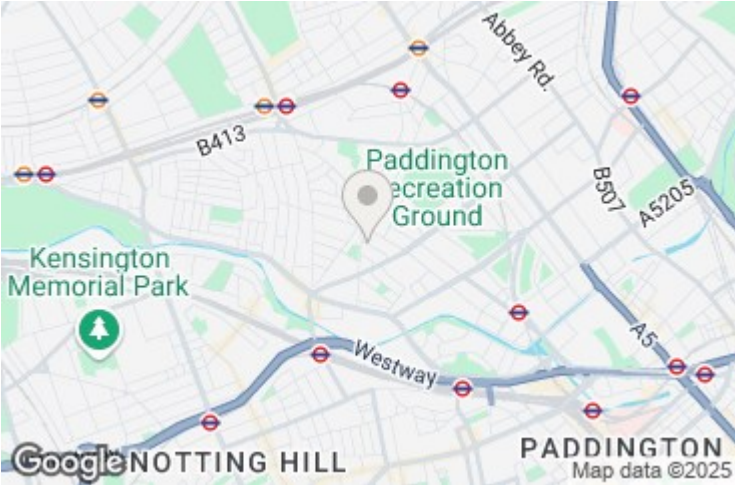 Abbey Rd.
B413
Paddington
Recreation
Ground
B507
A5205
Kensington
Memorial Park
A5
Westway
NOTTING HILL
PADDINGTON
Google
Map data ©2025